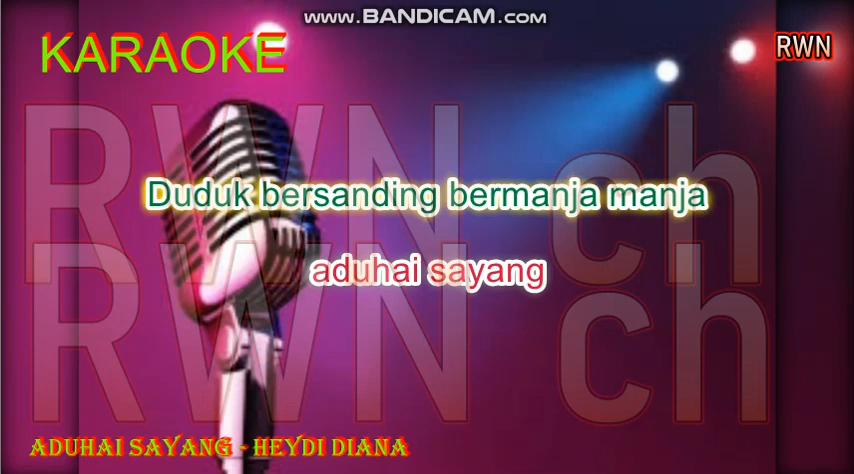 www.BANDICAM.com
KARAOKE
RWN
RWN ch
Duduk bersanding bermanja manja
aduhai sayang
RWN ch
ADUHAI SAYANG - HEYDI DIANA